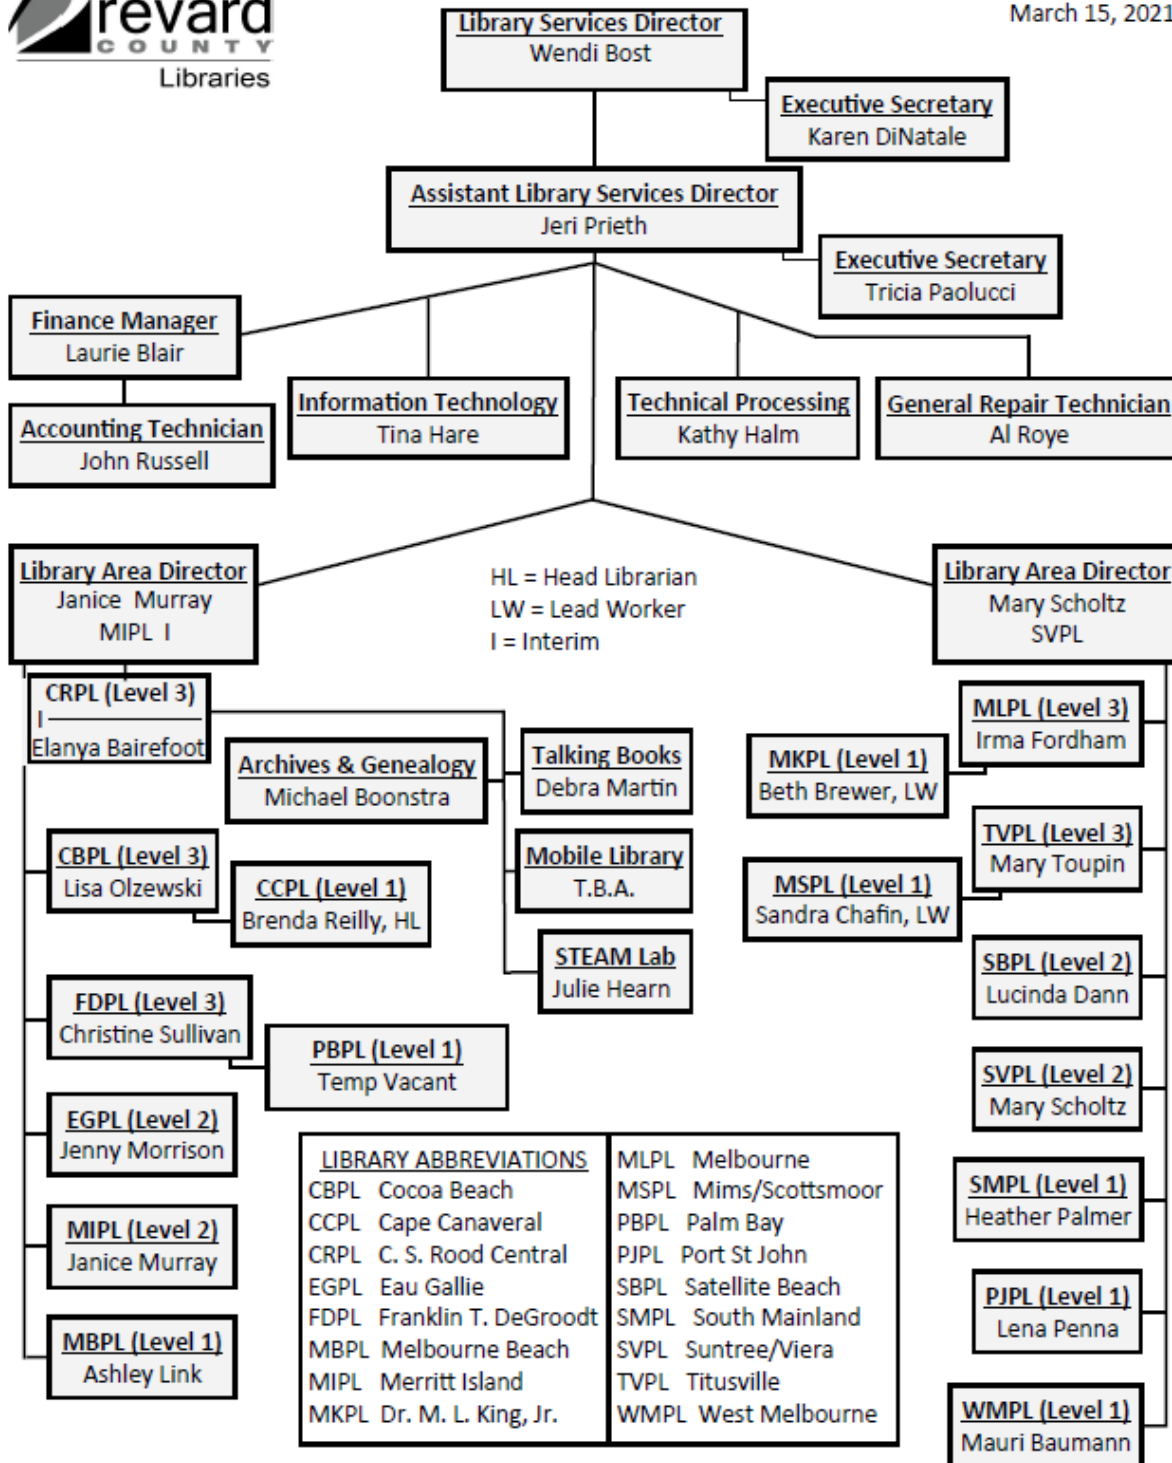 revard
COUNTY
Libraries
March 15, 2021
Library Services Director
Wendi Bost
Executive Secretary
Karen DiNatale
Assistant Library Services Director
Jeri Prieth
Executive Secretary
Tricia Paolucci
Finance Manager
Laurie Blair
Accounting Technician
John Russell
Information Technology
Tina Hare
Technical Processing
Kathy Halm
General Repair Technician
Al Roye
Library Area Director
Janice Murray
MIPL I
HL = Head Librarian
LW = Lead Worker
I = Interim
Library Area Director
Mary Scholtz
SVPL
CRPL (Level 3)
I
Elanya Bairefoot
Archives & Genealogy
Michael Boonstra
Talking Books
Debra Martin
Mobile Library
T.B.A.
STEAM Lab
Julie Hearn
CBPL (Level 3)
Lisa Olzewski
CCPL (Level 1)
Brenda Reilly, HL
FDPL (Level 3)
Christine Sullivan
PBPL (Level 1)
Temp Vacant
EGPL (Level 2)
Jenny Morrison
MIPL (Level 2)
Janice Murray
MBPL (Level 1)
Ashley Link
MLPL (Level 3)
Irma Fordham
MKPL (Level 1)
Beth Brewer, LW
TVPL (Level 3)
Mary Toupin
MSPL (Level 1)
Sandra Chafin, LW
SBPL (Level 2)
Lucinda Dann
SVPL (Level 2)
Mary Scholtz
SMPL (Level 1)
Heather Palmer
PJPL (Level 1)
Lena Penna
WMPL (Level 1)
Mauri Baumann
LIBRARY ABBREVIATIONS
CBPL Cocoa Beach
CCPL Cape Canaveral
CRPL C. S. Rood Central
EGPL Eau Gallie
FDPL Franklin T. DeGroodt
MBPL Melbourne Beach
MIPL Merritt Island
MKPL Dr. M. L. King, Jr.
MLPL Melbourne
MSPL Mims/Scottsmoor
PBPL Palm Bay
PJPL Port St John
SBPL Satellite Beach
SMPL South Mainland
SVPL Suntree/Viera
TVPL Titusville
WMPL West Melbourne